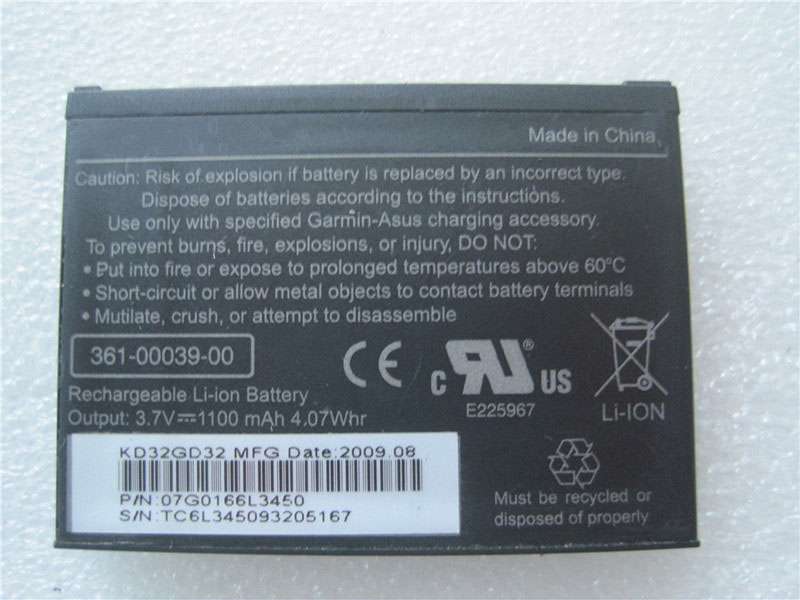 Made in China,
Caution: Risk of explosion if battery is replaced by an incorrect type.
Dispose of batteries according to the instructions.
Use only with specified Garmin-Asus charging accessory.
To prevent burns, fire, explosions, or injury, DO NOT:
• Put into fire or expose to prolonged temperatures above 60°C
• Short-circuit or allow metal objects to contact battery terminals
• Mutilate, crush, or attempt to disassemble
361-00039-00
CE
c RU® US
E225967
Li-ION
Rechargeable Li-ion Battery
Output: 3.7V⎓1100 mAh 4.07Whr
KD32GD32 MFG Date:2009.08
P/N:07G0166L3450
S/N:TC6L345093205167
Must be recycled or
disposed of properly.